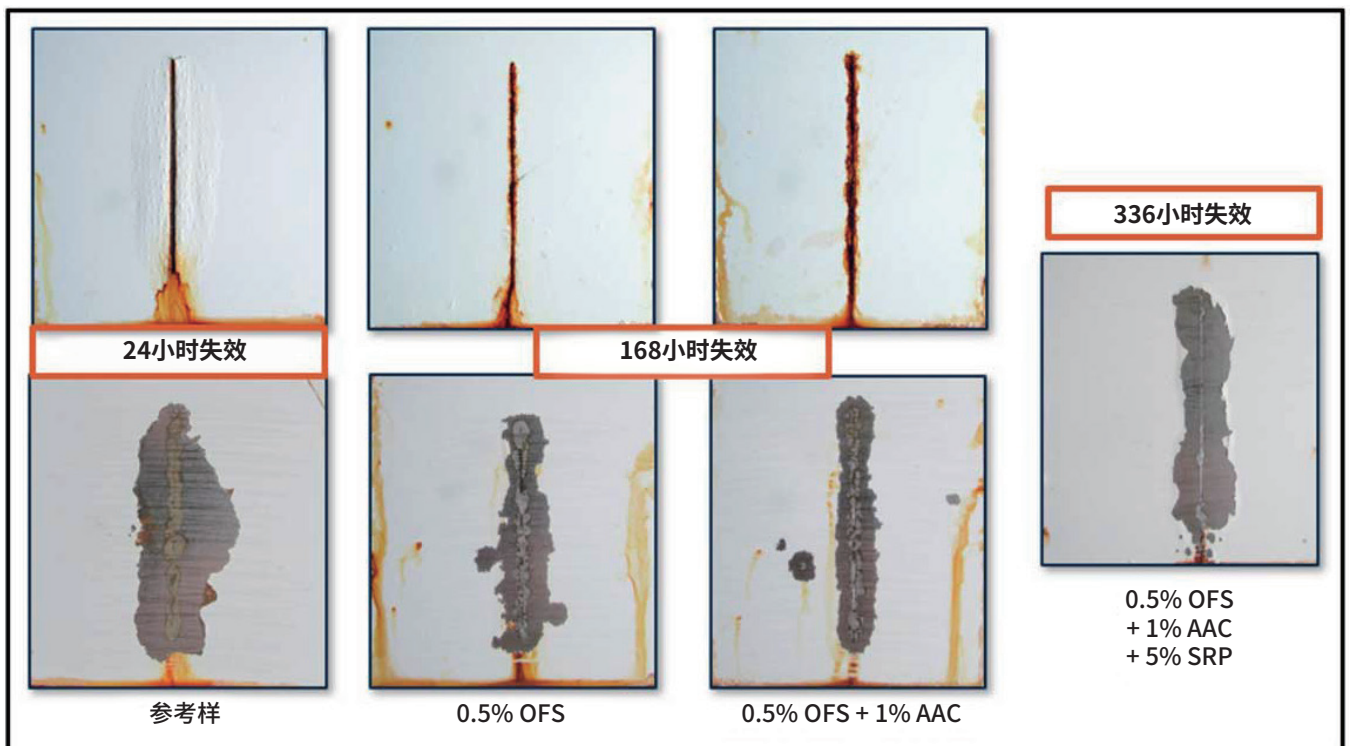 336小时失效
24小时失效
168小时失效
参考样
0.5% OFS
0.5% OFS + 1% AAC
0.5% OFS
+ 1% AAC
+ 5% SRP